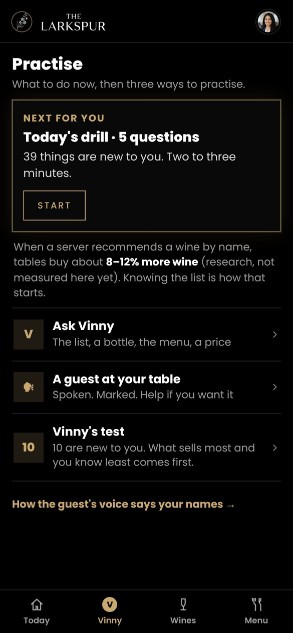 THE
LARKSPUR
Practise
What to do now, then three ways to practise.
NEXT FOR YOU
Today's drill · 5 questions
39 things are new to you. Two to three
minutes.
START
When a server recommends a wine by name,
tables buy about 8–12% more wine (research, not
measured here yet). Knowing the list is how that
starts.
V
Ask Vinny
The list, a bottle, the menu, a price
A guest at your table
Spoken. Marked. Help if you want it
10
Vinny's test
10 are new to you. What sells most and
you know least comes first.
How the guest's voice says your names →
Today
V
Vinny
Wines
Menu